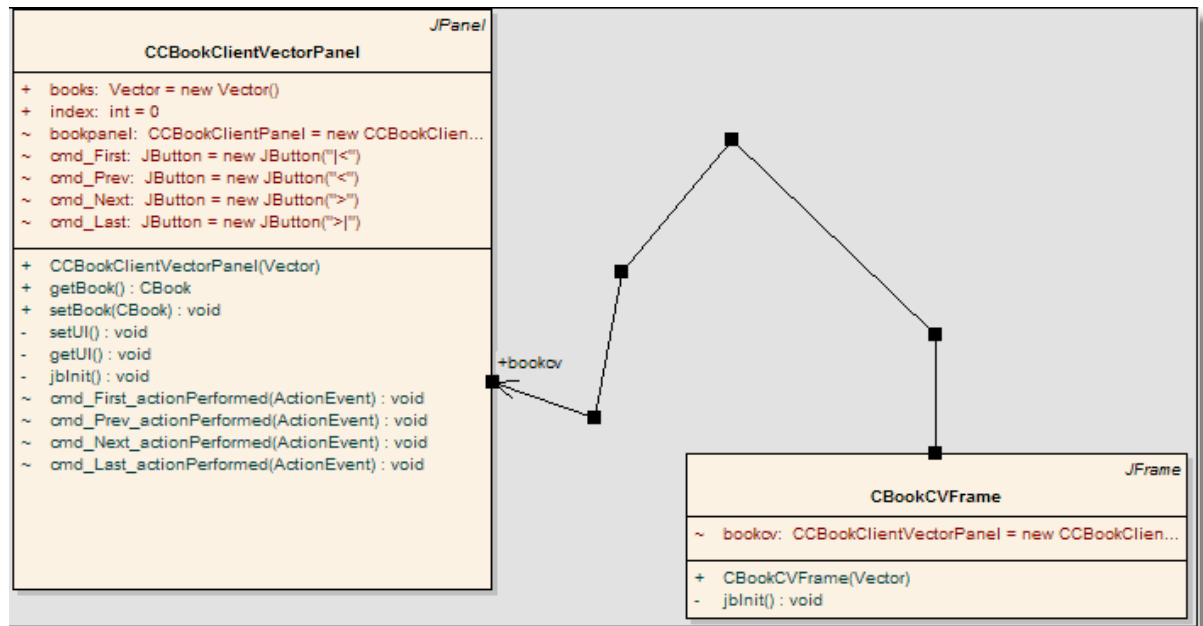 JPanel
CCBookClientVectorPanel
+ books: Vector = new Vector()
+ index: int = 0
~ bookpanel: CCBookClientPanel = new CCBookClien...
~ cmd_First: JButton = new JButton("|<")
~ cmd_Prev: JButton = new JButton("<")
~ cmd_Next: JButton = new JButton(">")
~ cmd_Last: JButton = new JButton(">|")
+ CCBookClientVectorPanel(Vector)
+ getBook() : CBook
+ setBook(CBook) : void
- setUI() : void
- getUI() : void
- jbInit() : void
~ cmd_First_actionPerformed(ActionEvent) : void
~ cmd_Prev_actionPerformed(ActionEvent) : void
~ cmd_Next_actionPerformed(ActionEvent) : void
~ cmd_Last_actionPerformed(ActionEvent) : void
+bookcv
JFrame
CBookCVFrame
~ bookcv: CCBookClientVectorPanel = new CCBookClien...
+ CBookCVFrame(Vector)
- jbInit() : void